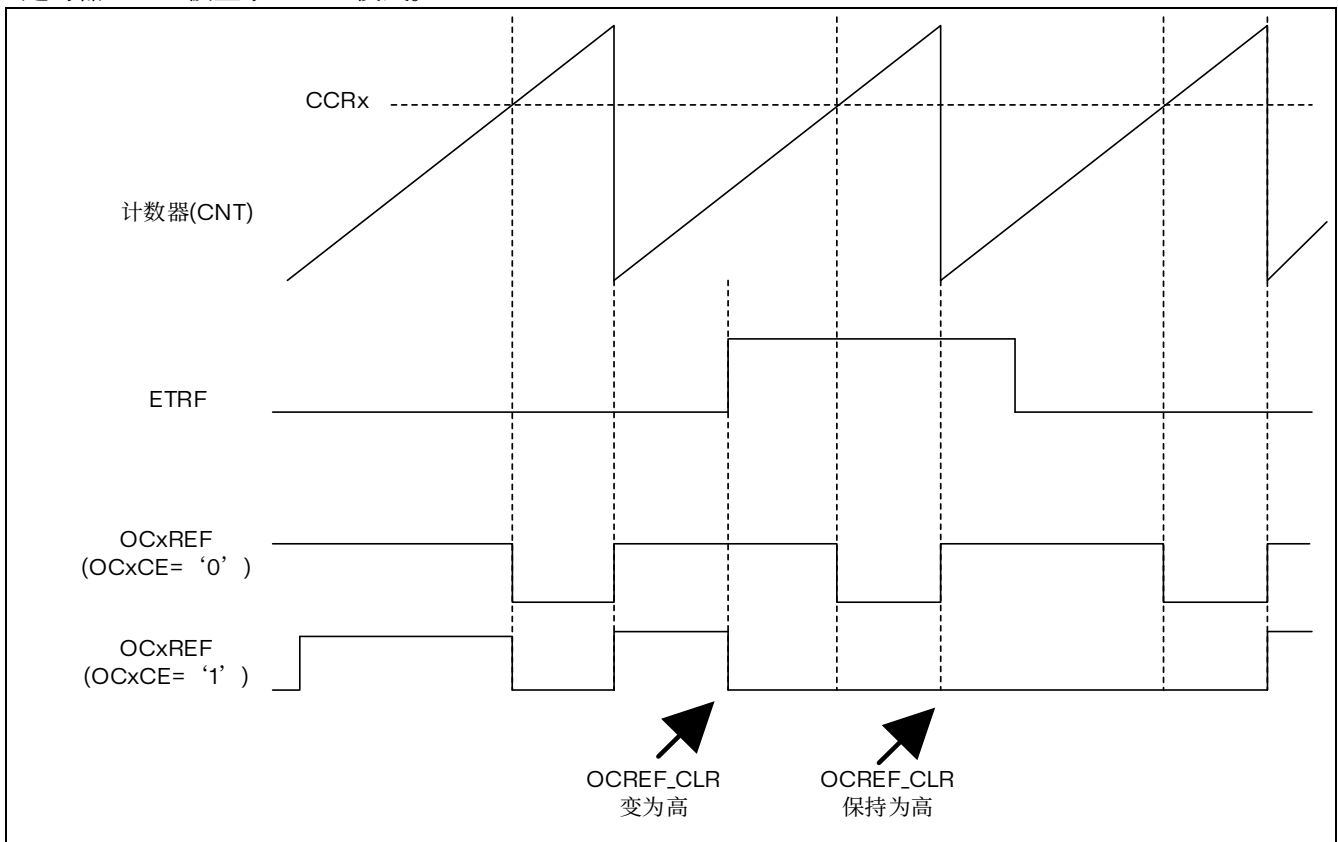 CCRx
计数器(CNT)
ETRF
OCxREF
(OCxCE=‘0’)
OCxREF
(OCxCE=‘1’)
OCREF_CLR
变为高
OCREF_CLR
保持为高